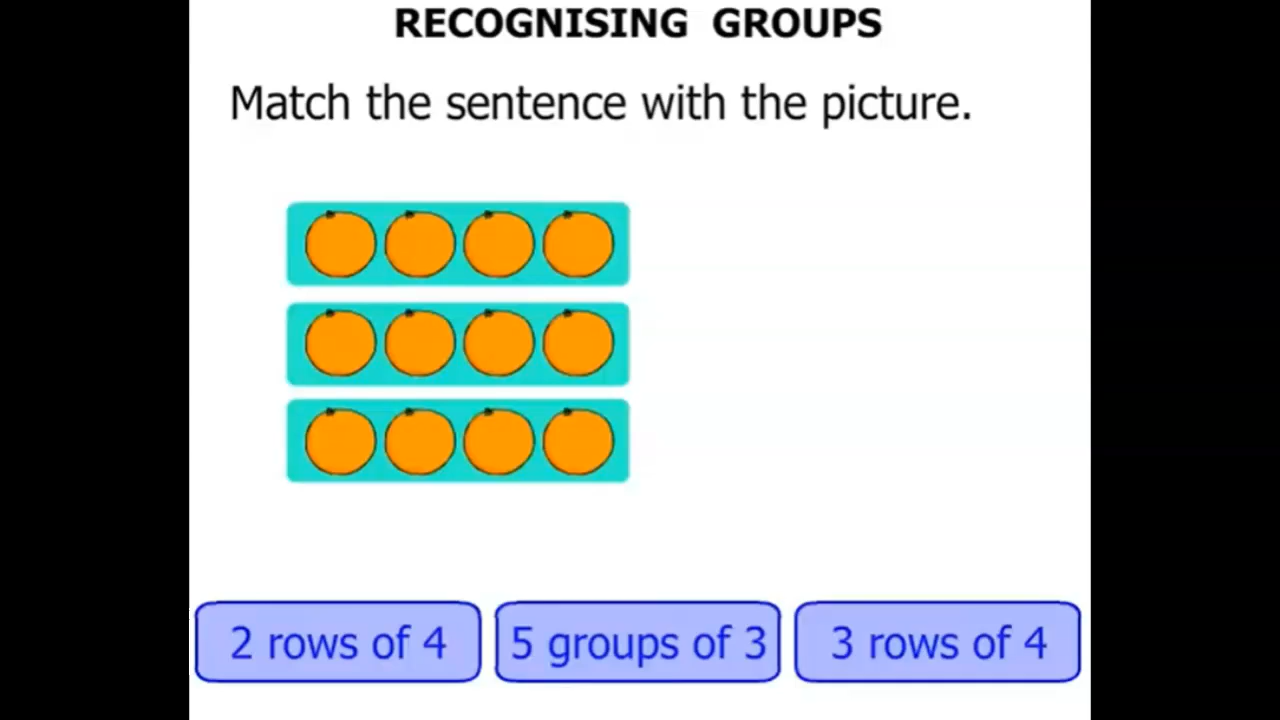 RECOGNISING GROUPS
Match the sentence with the picture.
2 rows of 4
5 groups of 3
3 rows of 4